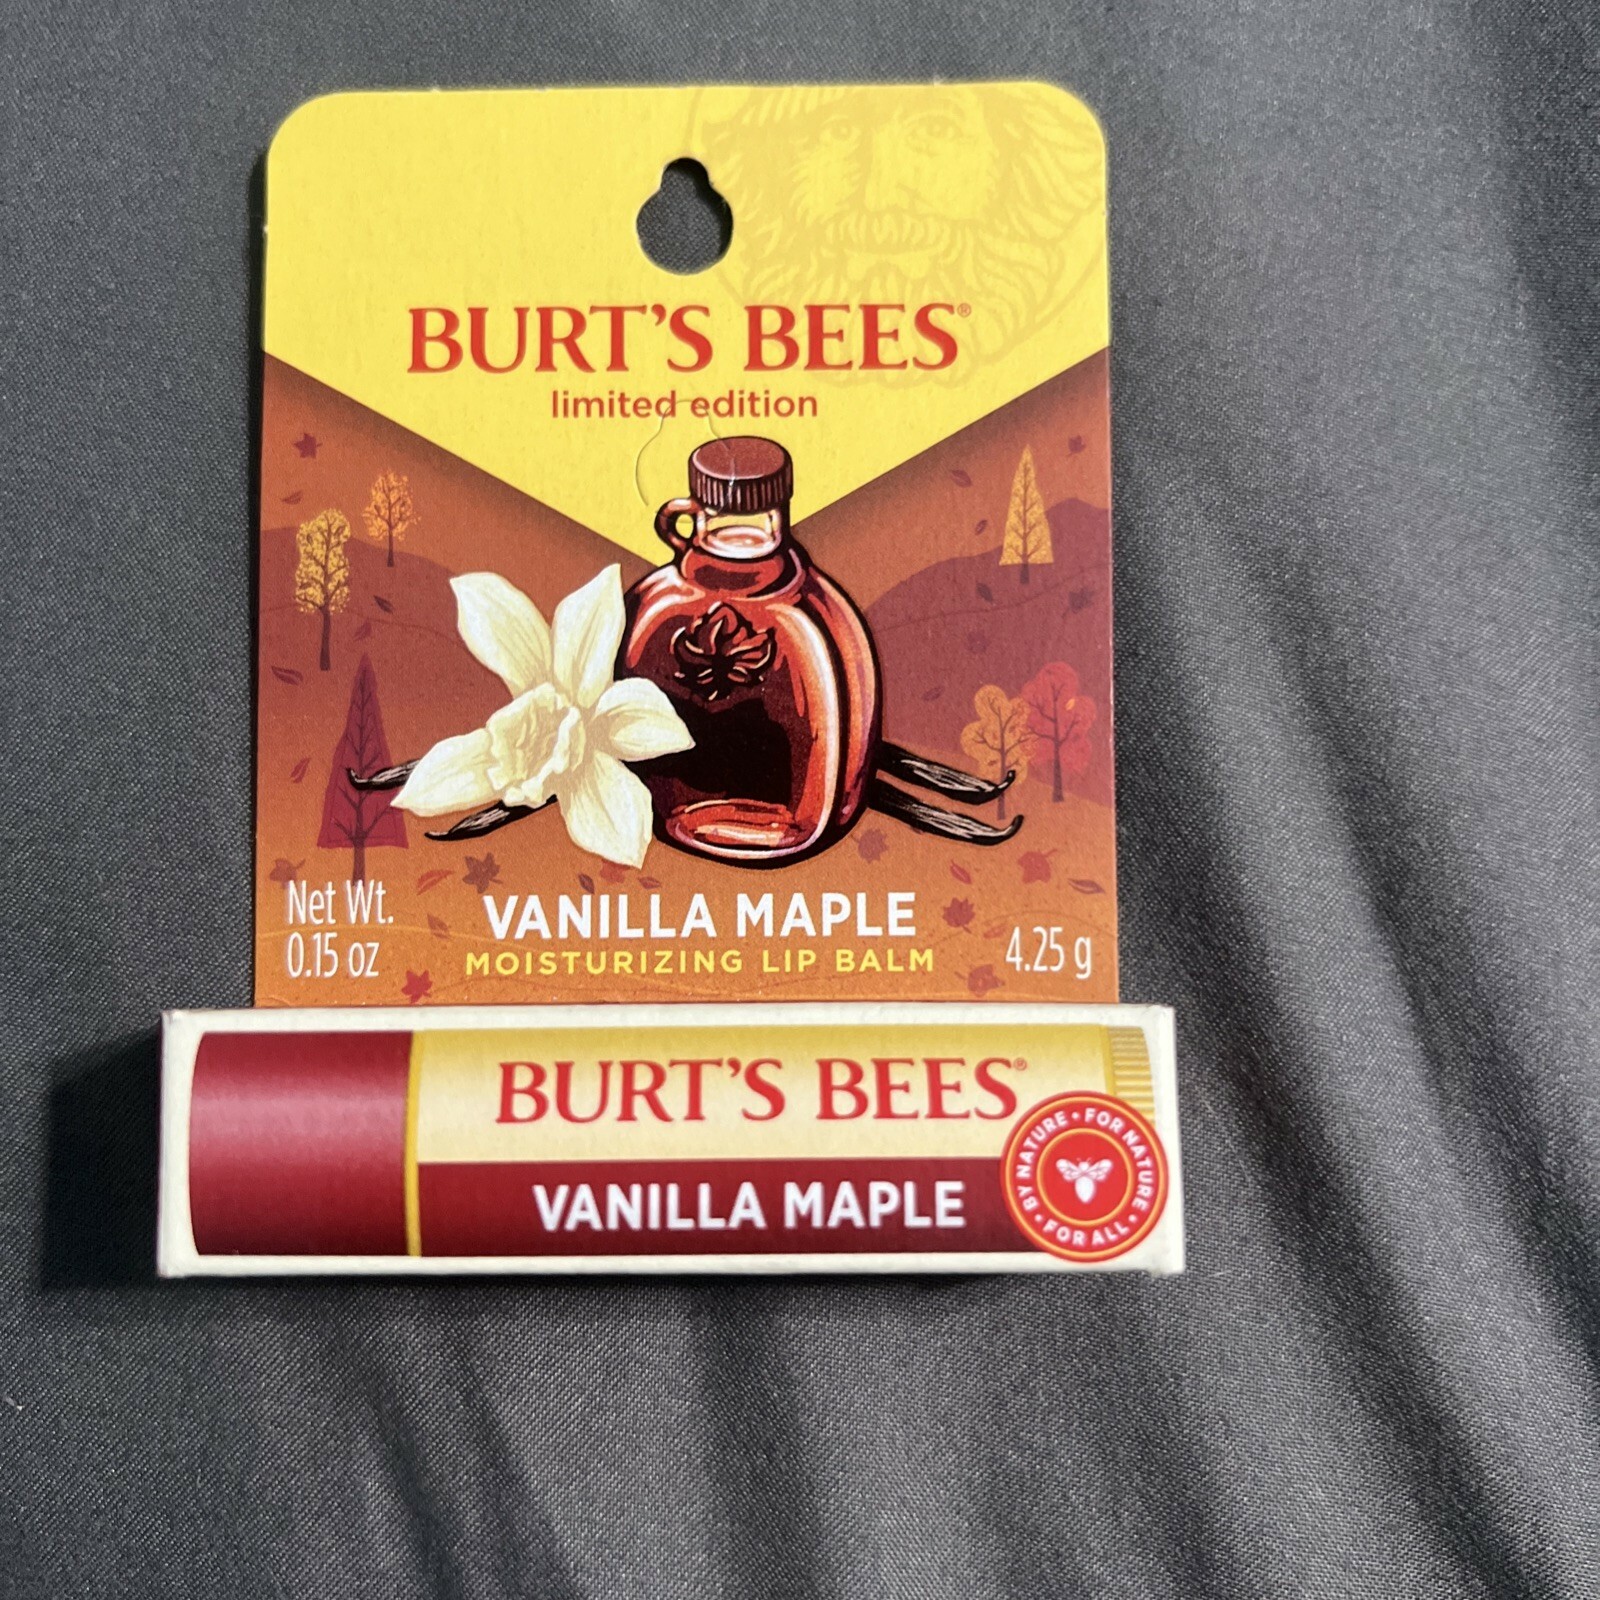 BURT'S BEES®
limited edition
Net Wt.
0.15 oz
VANILLA MAPLE
MOISTURIZING LIP BALM
4.25 g
BURT'S BEES®
VANILLA MAPLE
BY NATURE • FOR NATURE • FOR ALL •